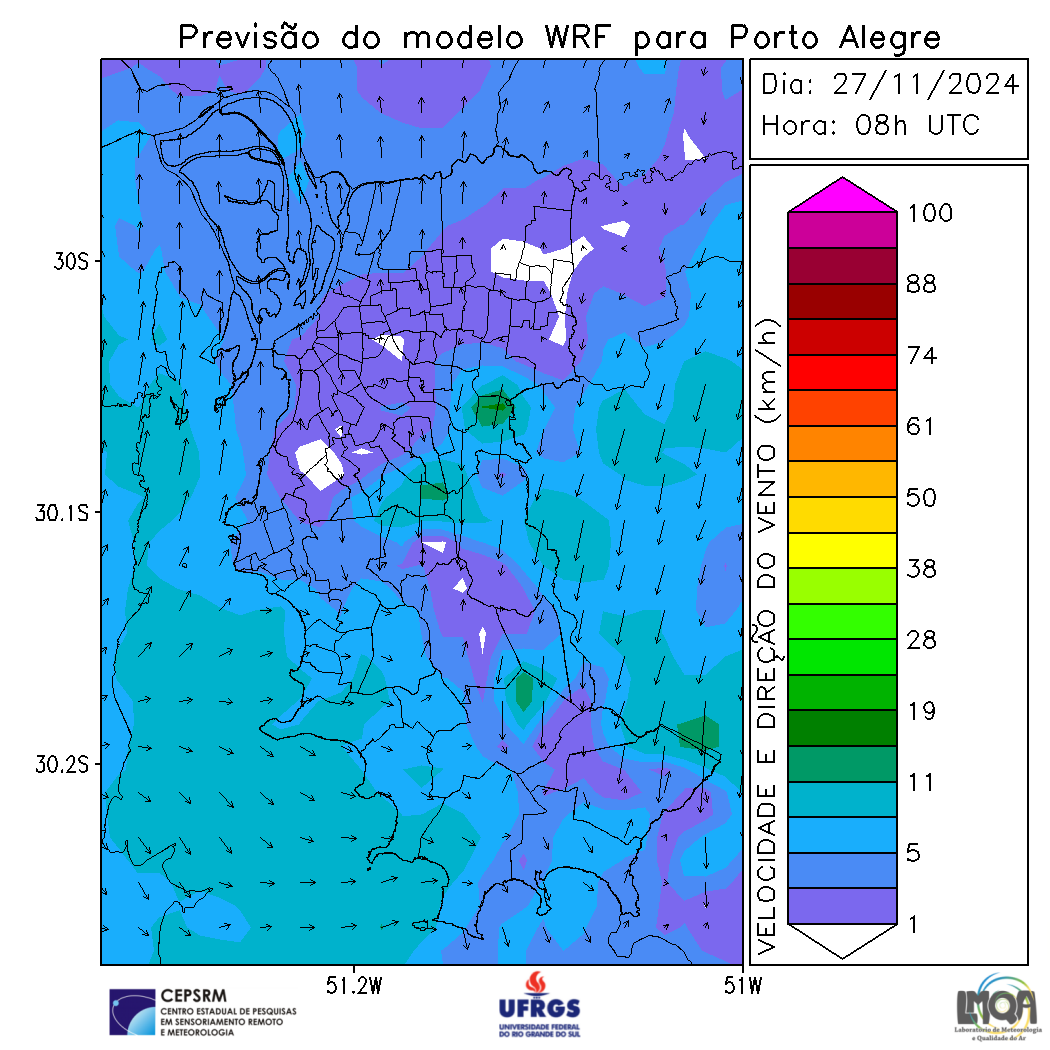 Previsão do modelo WRF para Porto Alegre
Dia: 27/11/2024
Hora: 08h UTC
30S
30.1S
30.2S
51.2W
51W
VELOCIDADE E DIREÇÃO DO VENTO (km/h)
100
88
74
61
50
38
28
19
11
5
1
CEPSRM
CENTRO ESTADUAL DE PESQUISAS
EM SENSORIAMENTO REMOTO
E METEOROLOGIA
UFRGS
UNIVERSIDADE FEDERAL
DO RIO GRANDE DO SUL
LMQA
Laboratório de Meteorologia
e Qualidade do Ar